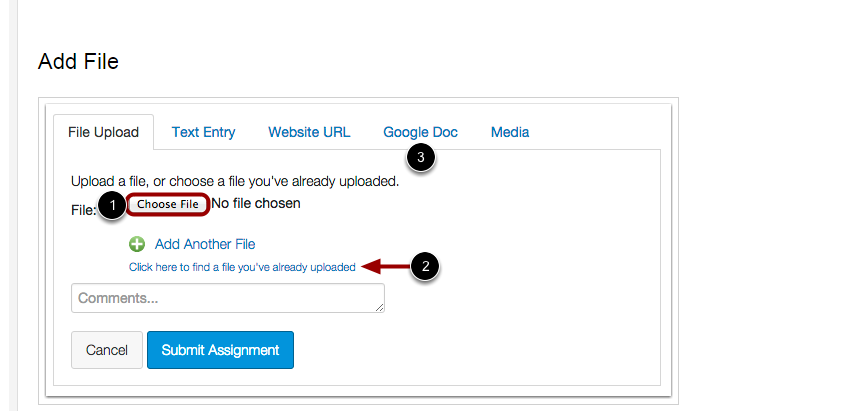 Add File
File Upload Text Entry Website URL Google Doc Media
3
Upload a file, or choose a file you've already uploaded.
File: 1 Choose File No file chosen
Add Another File
Click here to find a file you've already uploaded 2
Comments...
Cancel Submit Assignment